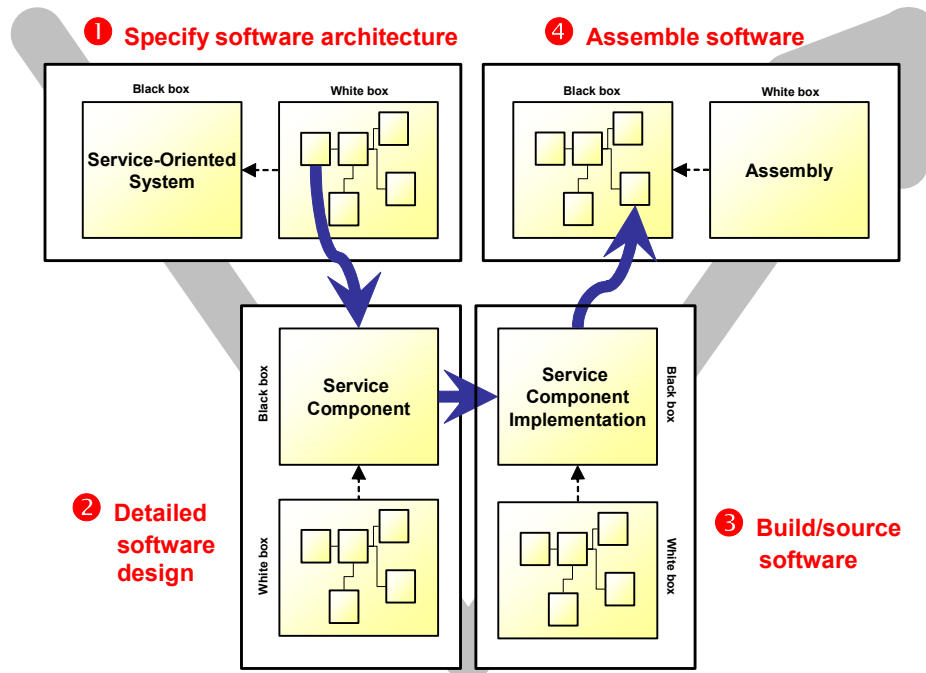 ❶ Specify software architecture
Black box
White box
Service-Oriented
System
❹ Assemble software
Black box
White box
Assembly
Black box
Service
Component
White box
❷ Detailed
software
design
Service
Component
Implementation
Black box
White box
❸ Build/source
software